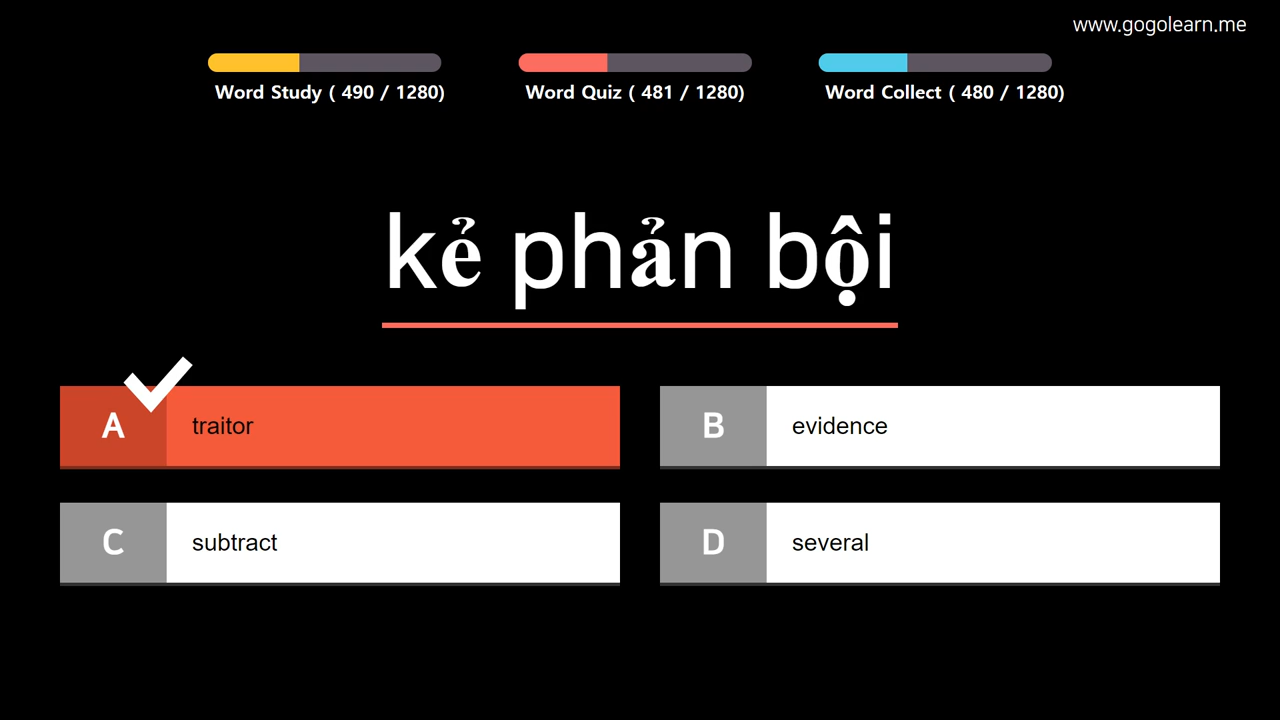 www.gogolearn.me
Word Study ( 490 / 1280)
Word Quiz ( 481 / 1280)
Word Collect ( 480 / 1280)
kẻ phản bội
A traitor
B evidence
C subtract
D several